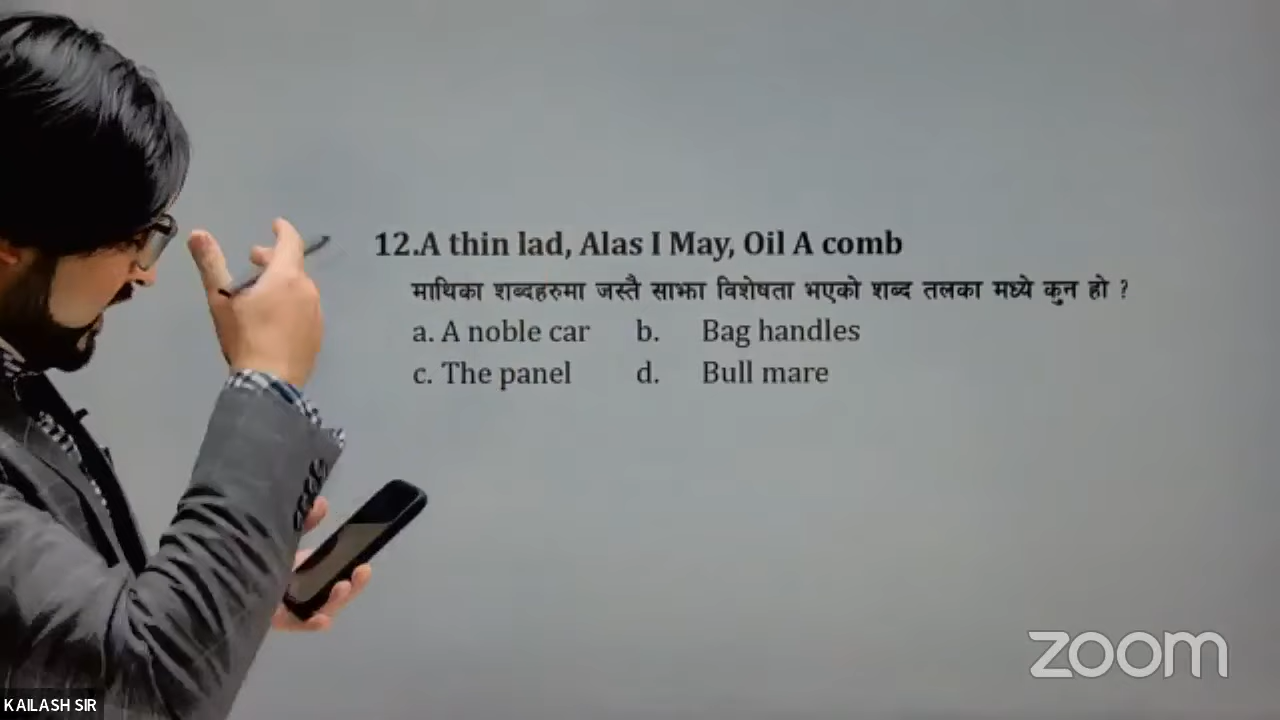 12.A thin lad, Alas I May, Oil A comb
माथिका शब्दहरुमा जस्तै साझा विशेषता भएको शब्द तलका मध्ये कुन हो ?
a. A noble car b. Bag handles
c. The panel d. Bull mare
zoom
KAILASH SIR